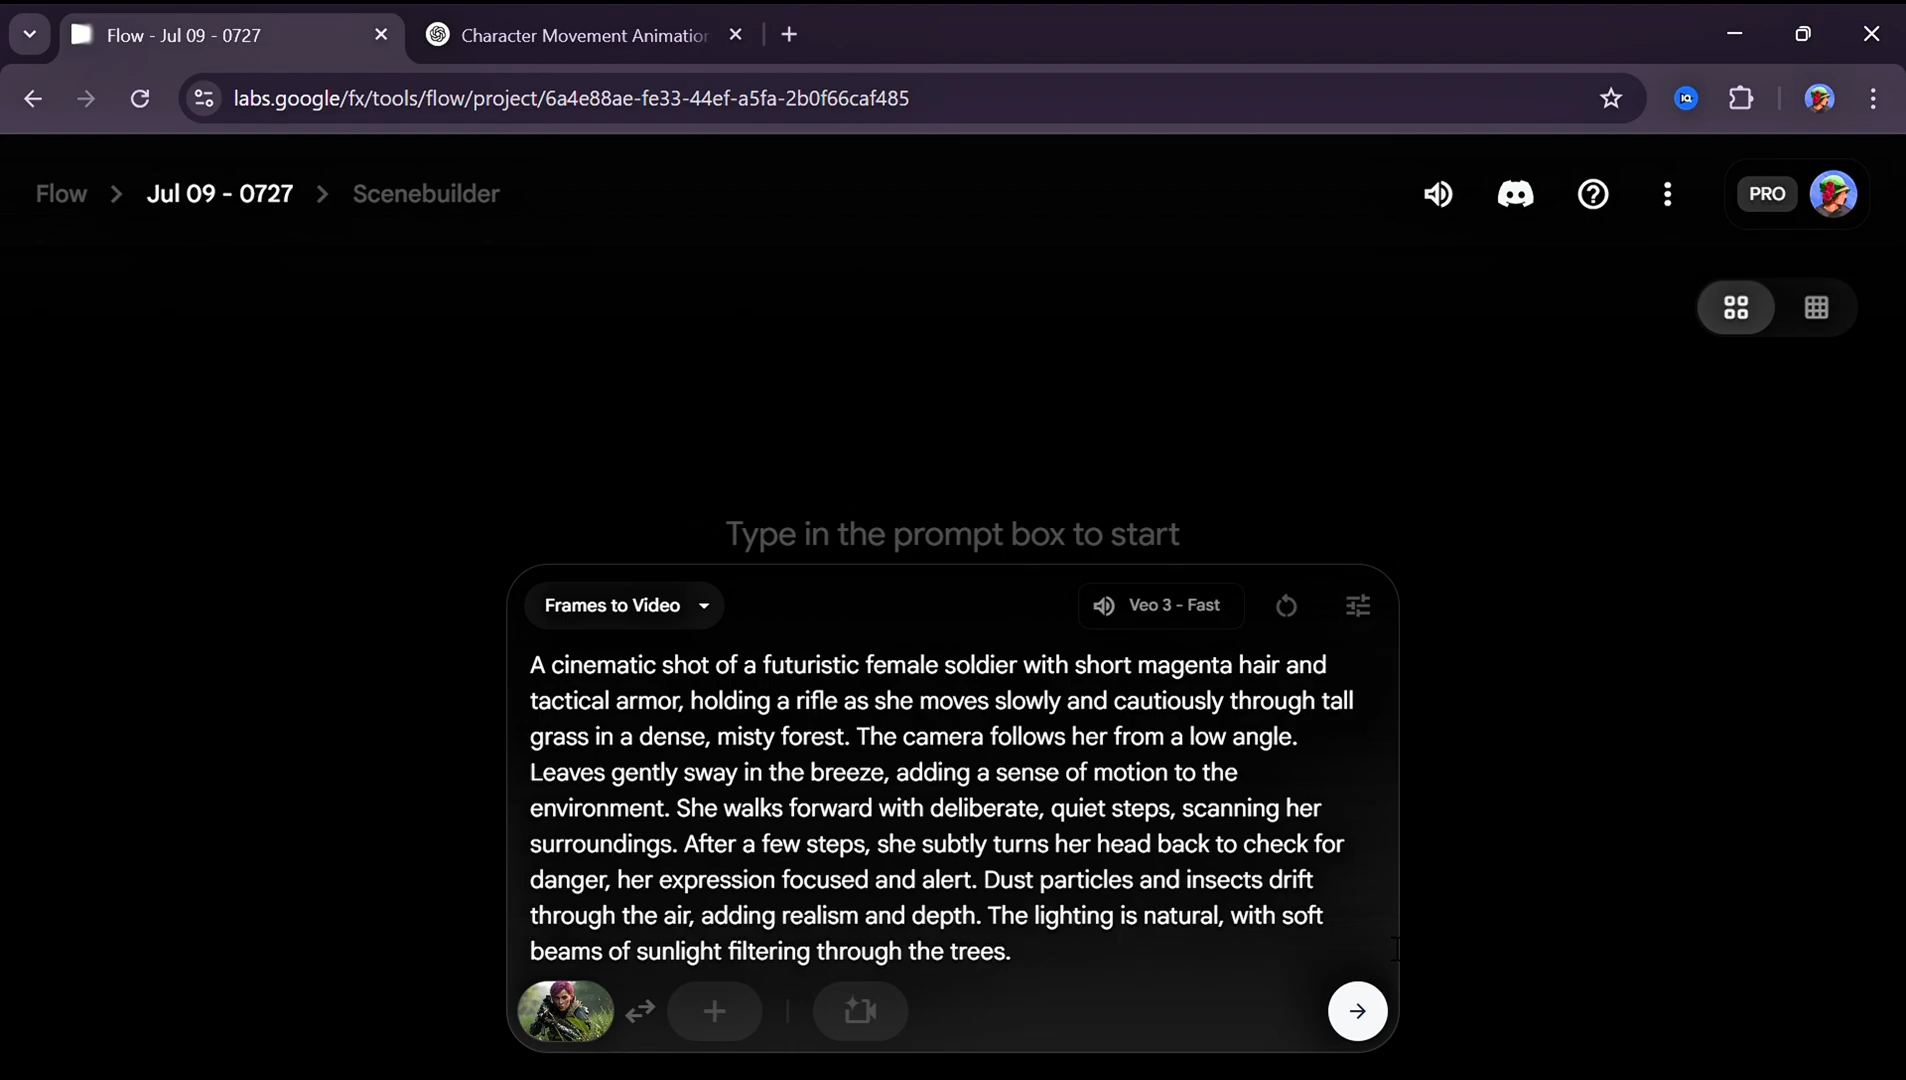 Flow - Jul 09 - 0727
Character Movement Animation
labs.google/fx/tools/flow/project/6a4e88ae-fe33-44ef-a5fa-2b0f66caf485
IQ
Flow > Jul 09 - 0727 > Scenebuilder
PRO
Type in the prompt box to start
Frames to Video
Veo 3 - Fast
A cinematic shot of a futuristic female soldier with short magenta hair and
tactical armor, holding a rifle as she moves slowly and cautiously through tall
grass in a dense, misty forest. The camera follows her from a low angle.
Leaves gently sway in the breeze, adding a sense of motion to the
environment. She walks forward with deliberate, quiet steps, scanning her
surroundings. After a few steps, she subtly turns her head back to check for
danger, her expression focused and alert. Dust particles and insects drift
through the air, adding realism and depth. The lighting is natural, with soft
beams of sunlight filtering through the trees.